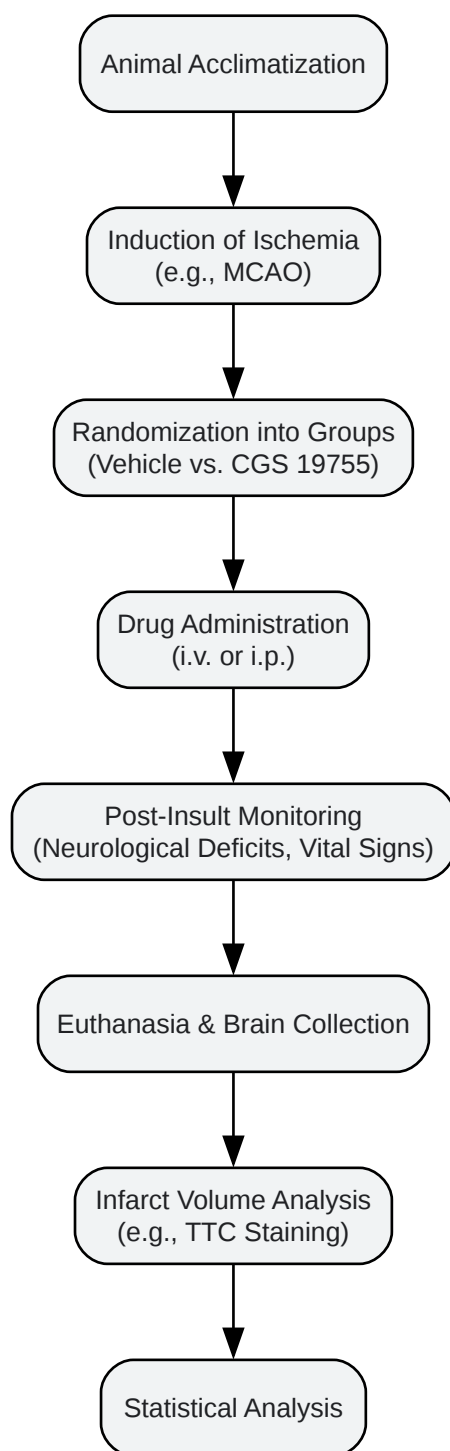 Animal Acclimatization
Induction of Ischemia
(e.g., MCAO)
Randomization into Groups
(Vehicle vs. CGS 19755)
Drug Administration
(i.v. or i.p.)
Post-Insult Monitoring
(Neurological Deficits, Vital Signs)
Euthanasia & Brain Collection
Infarct Volume Analysis
(e.g., TTC Staining)
Statistical Analysis